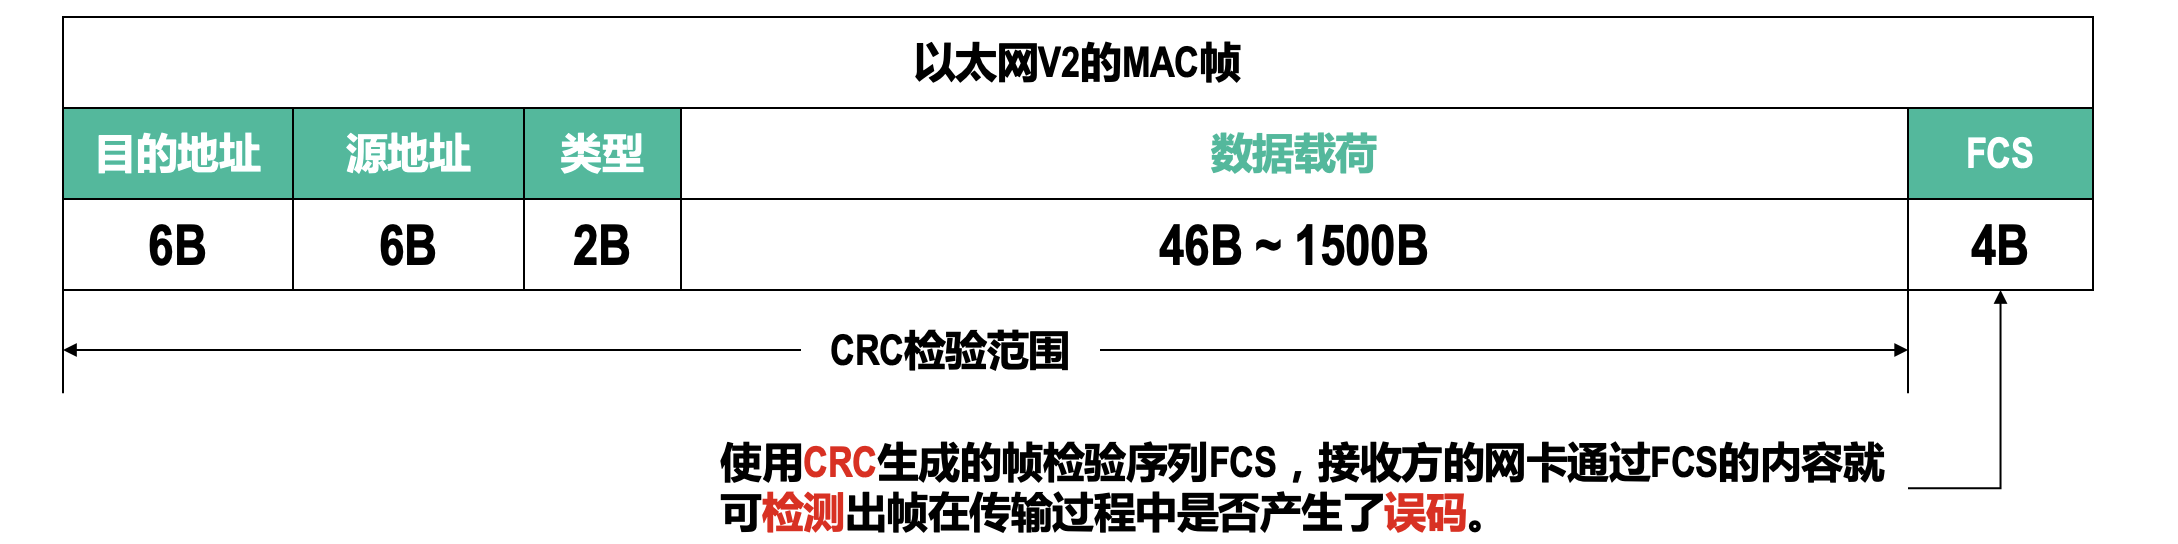 以太网V2的MAC帧
目的地址 源地址 类型 数据载荷 FCS
6B 6B 2B 46B ~ 1500B 4B
CRC检验范围
使用CRC生成的帧检验序列FCS，接收方的网卡通过FCS的内容就
可检测出帧在传输过程中是否产生了误码。